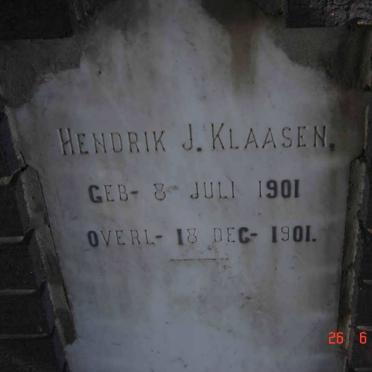 HENDRIK J. KLAASEN.
GEB- 8 JULI 1901
OVERL- 18 DEC- 1901.
26 6